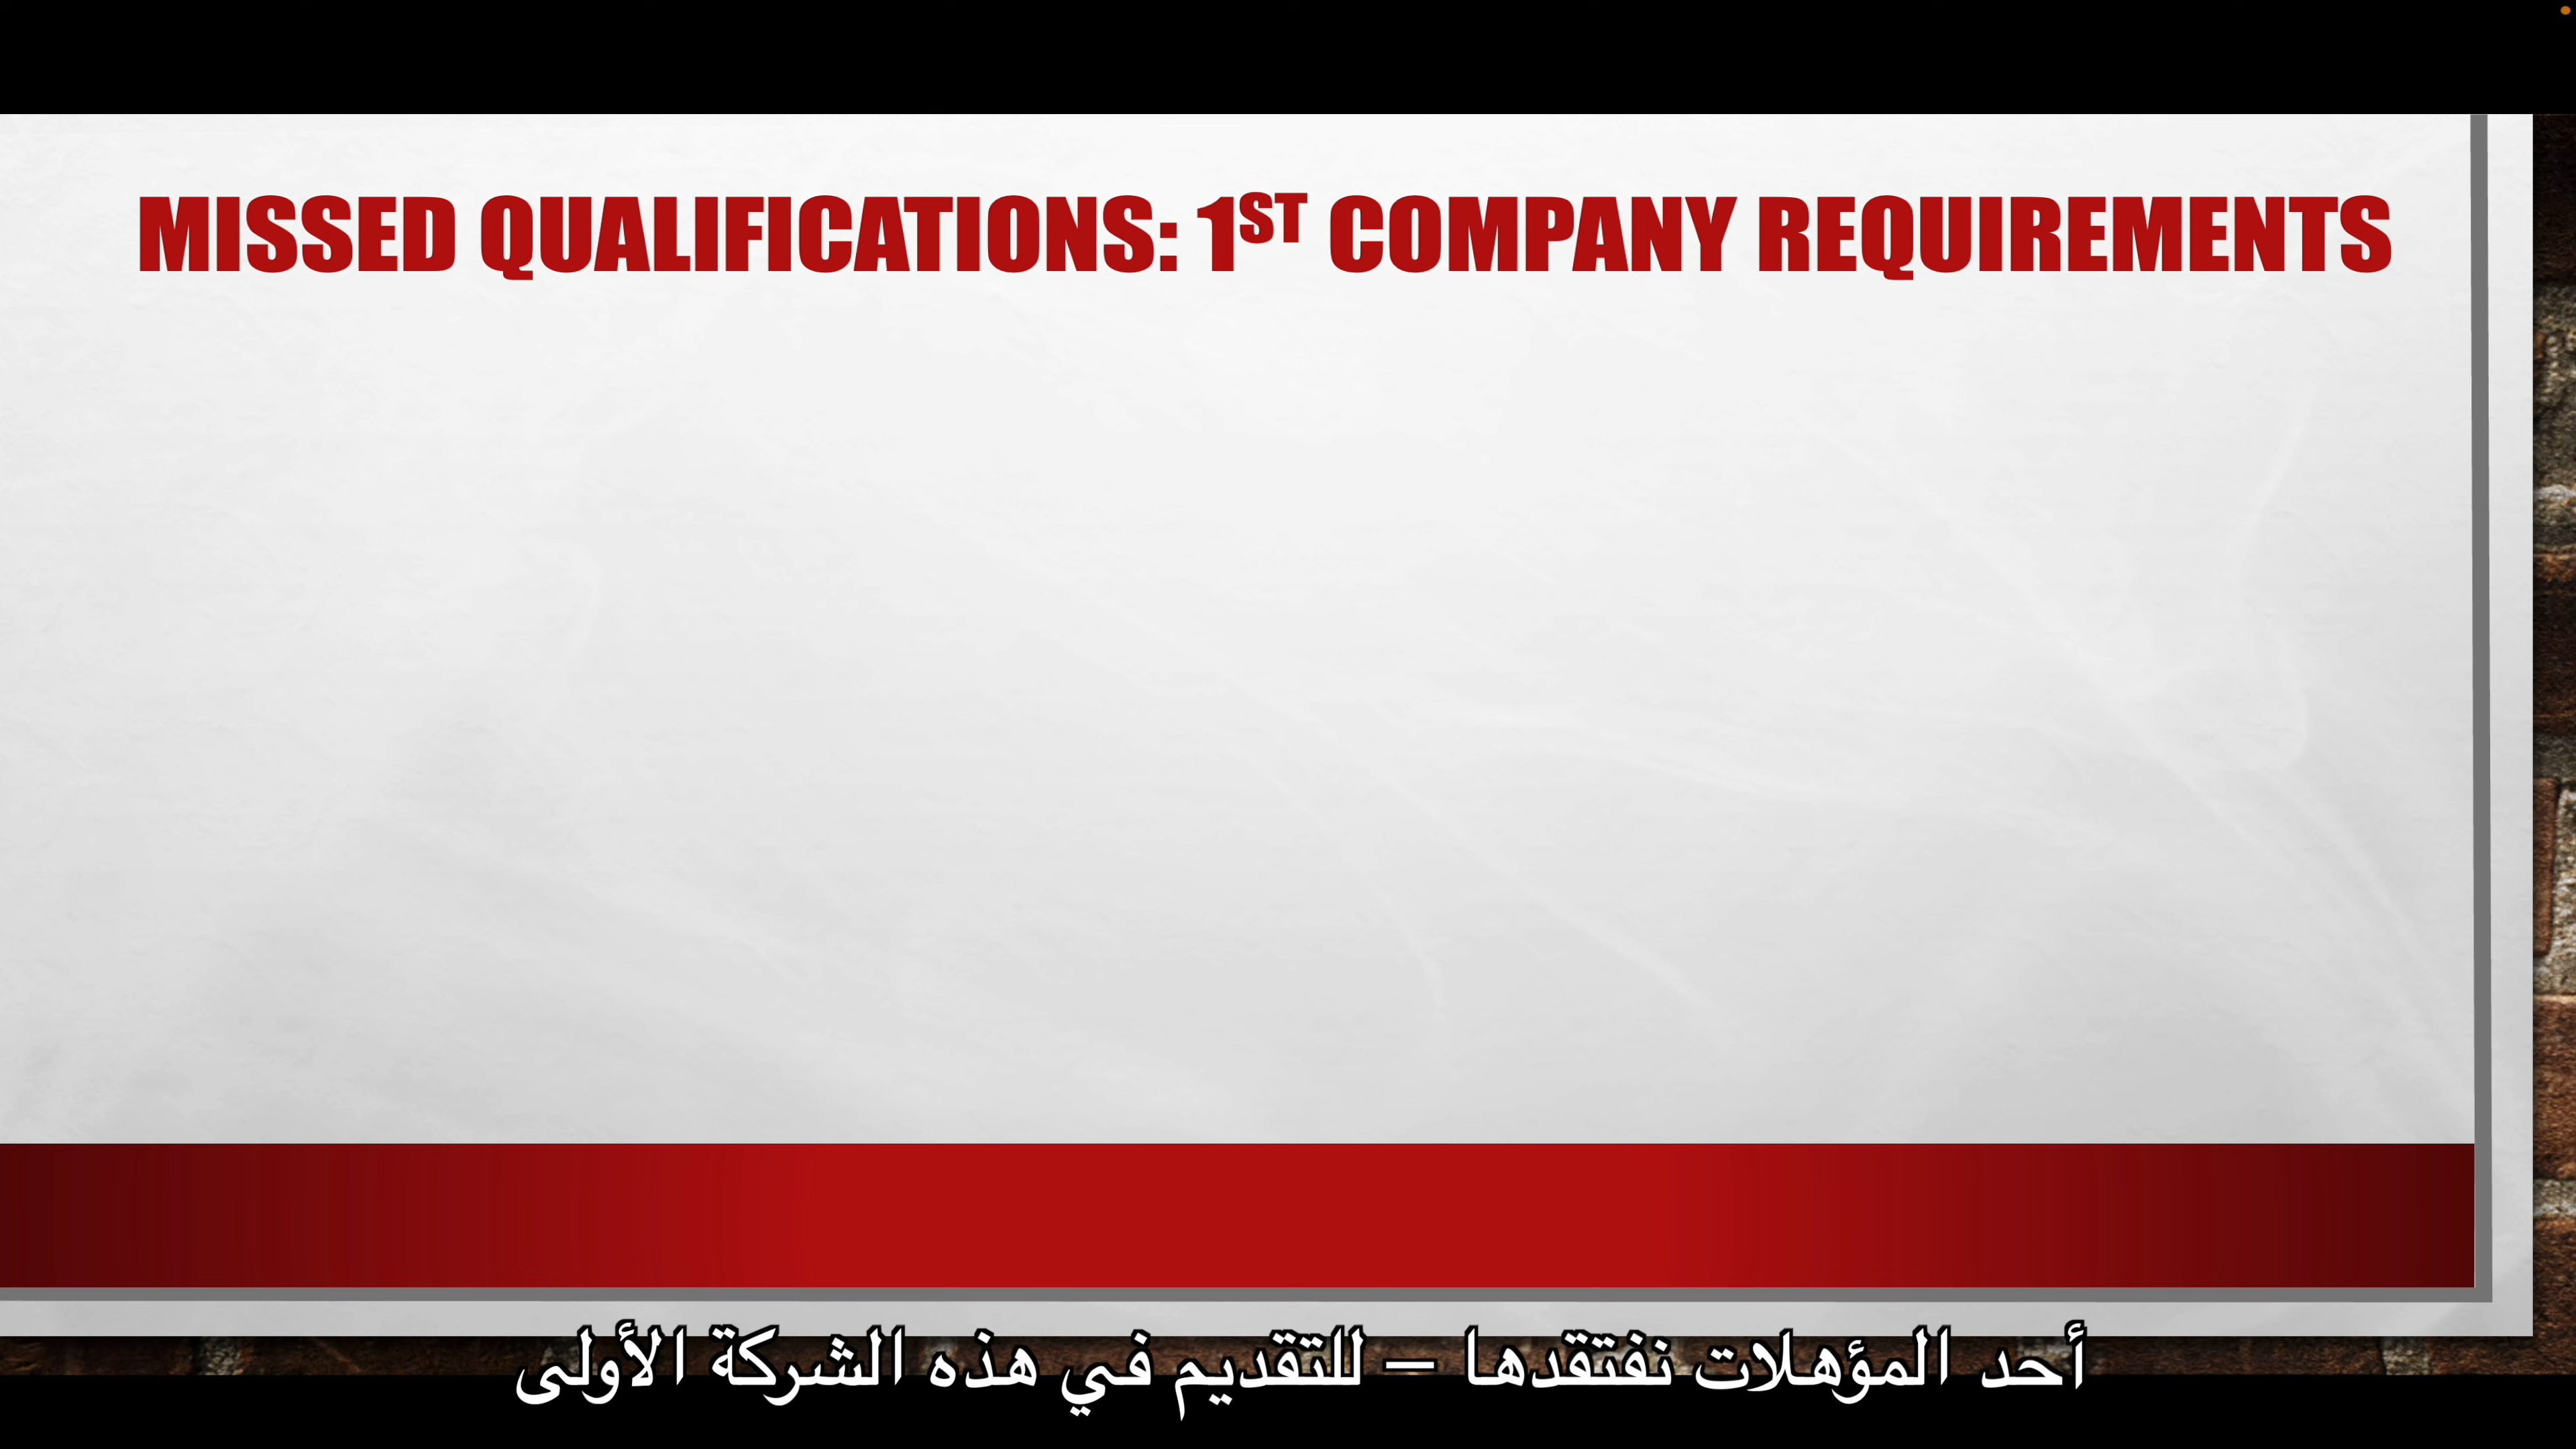 MISSED QUALIFICATIONS: 1ST COMPANY REQUIREMENTS
أحد المؤهلات نفتقدها – للتقديم في هذه الشركة الأولى